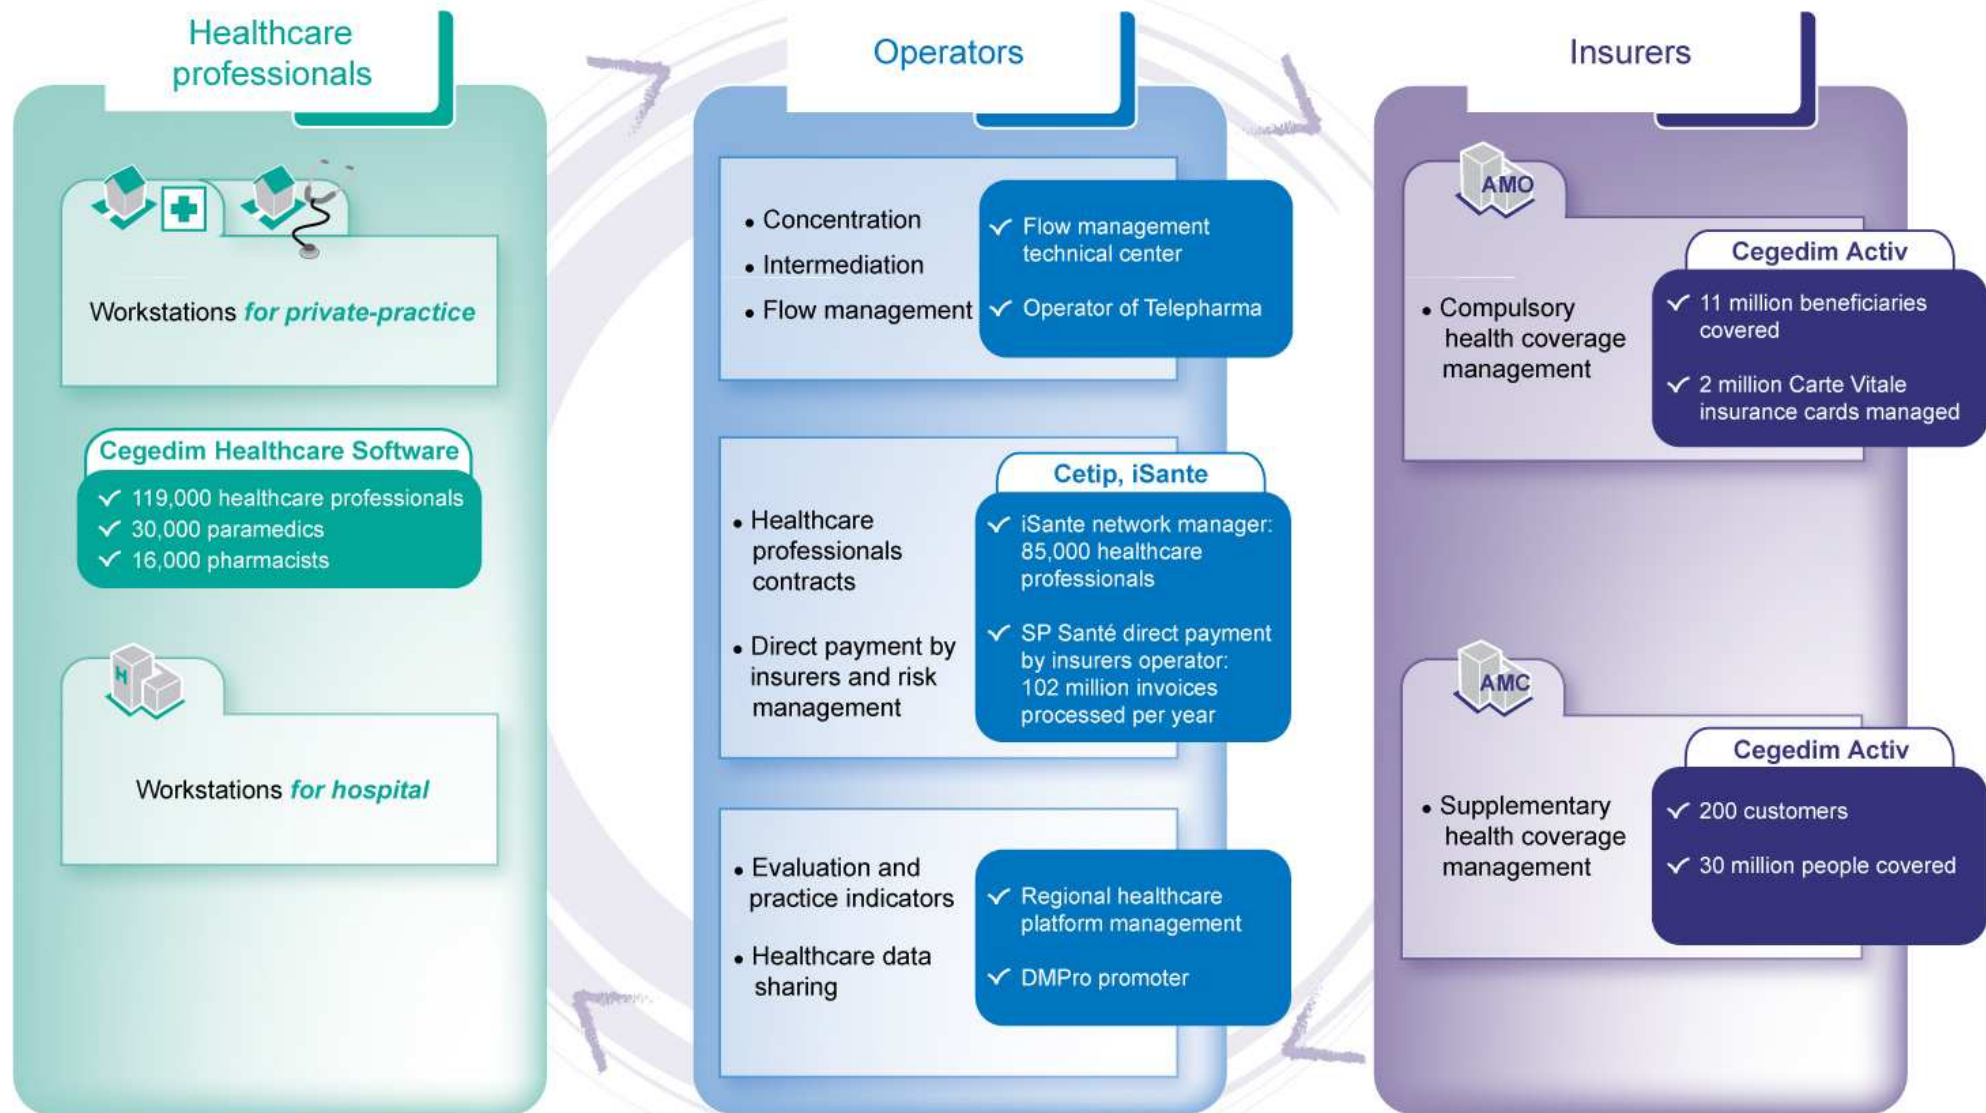 Healthcare
professionals
Workstations for private-practice
Cegedim Healthcare Software
✓ 119,000 healthcare professionals
✓ 30,000 paramedics
✓ 16,000 pharmacists
H
Workstations for hospital
Operators
• Concentration
• Intermediation
• Flow management
✓ Flow management
technical center
✓ Operator of Telepharma
• Healthcare
professionals
contracts
• Direct payment by
insurers and risk
management
Cetip, iSante
✓ iSante network manager:
85,000 healthcare
professionals
✓ SP Santé direct payment
by insurers operator:
102 million invoices
processed per year
• Evaluation and
practice indicators
• Healthcare data
sharing
✓ Regional healthcare
platform management
✓ DMPro promoter
Insurers
AMO
• Compulsory
health coverage
management
Cegedim Activ
✓ 11 million beneficiaries
covered
✓ 2 million Carte Vitale
insurance cards managed
AMC
• Supplementary
health coverage
management
Cegedim Activ
✓ 200 customers
✓ 30 million people covered